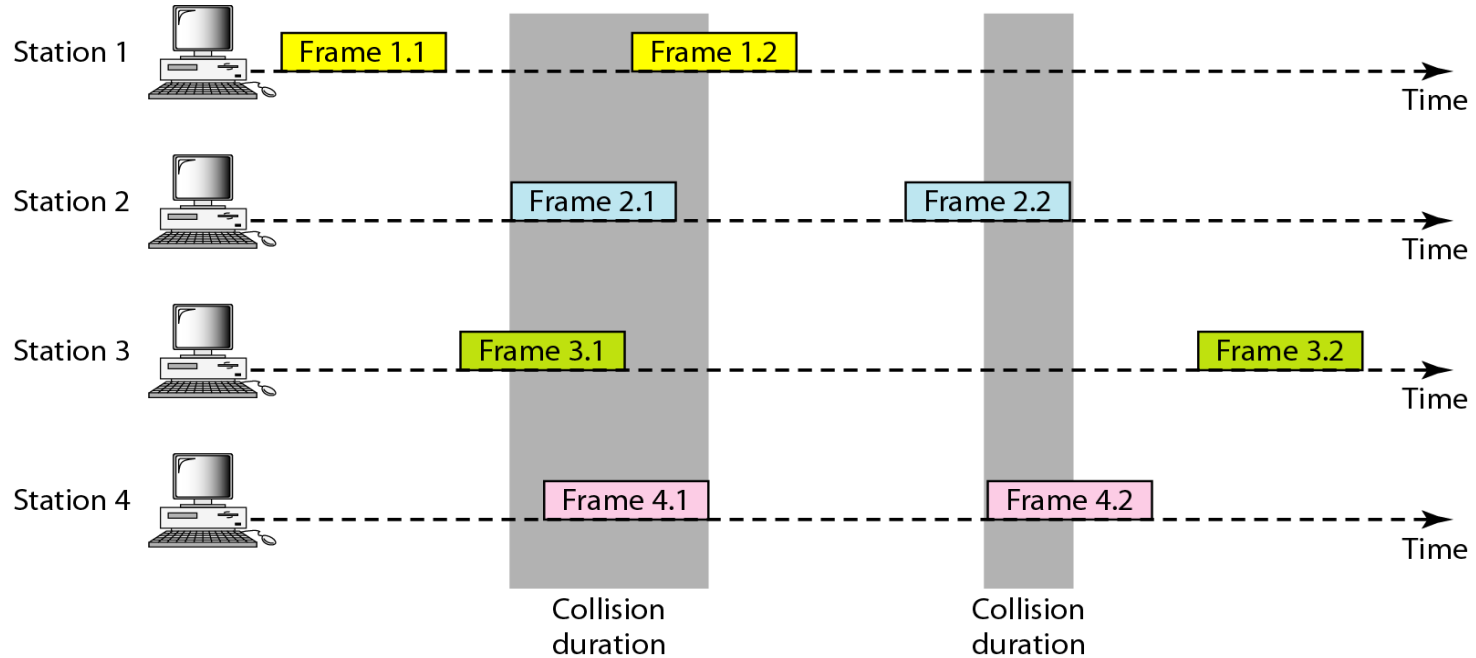 Station 1
Frame 1.1
Frame 1.2
Time
Station 2
Frame 2.1
Frame 2.2
Time
Station 3
Frame 3.1
Frame 3.2
Time
Station 4
Frame 4.1
Frame 4.2
Time
Collision
duration
Collision
duration